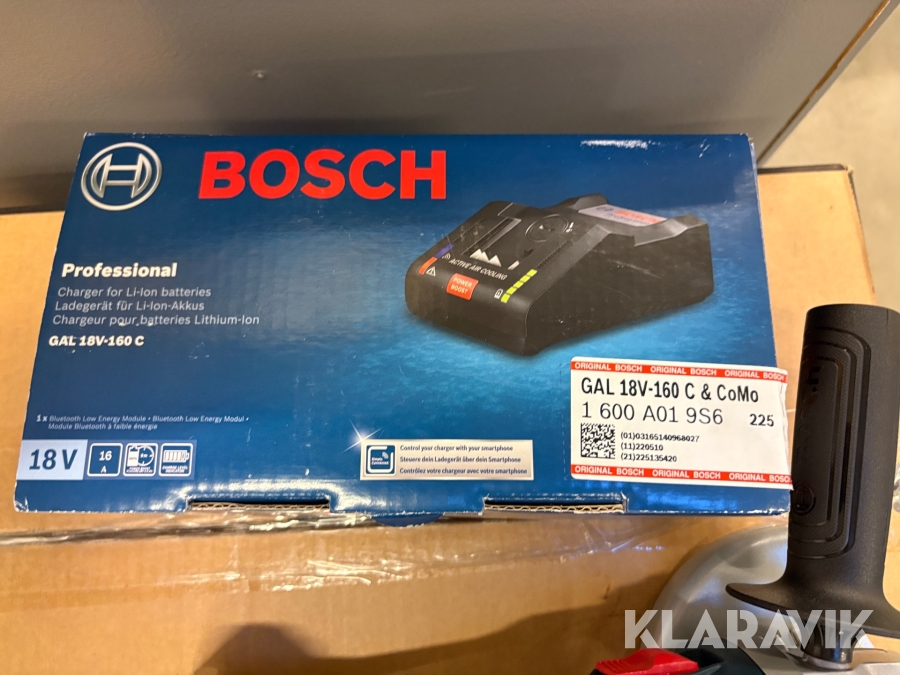 BOSCH
Professional
Charger for Li-Ion batteries
Ladegerät für Li-Ion-Akkus
Chargeur pour batteries Lithium-Ion
GAL 18V-160 C
BOSCH
ACTIVE AIR COOLING
POWER BOOST
1 x Bluetooth Low Energy Module • Bluetooth Low Energy Modul •
Module Bluetooth à faible énergie
18 V
16
A
Control your charger with your smartphone
Steuere dein Ladegerät über dein Smartphone
Contrôlez votre chargeur avec votre smartphone
ORIGINAL BOSCH ORIGINAL BOSCH ORIGINAL BOSCH
GAL 18V-160 C & CoMo
1 600 A01 9S6 225
(01)03165140968027
(11)220510
(21)225135420
ORIGINAL BOSCH ORIGINAL BOSCH ORIGINAL BOSC
KLARAVIK